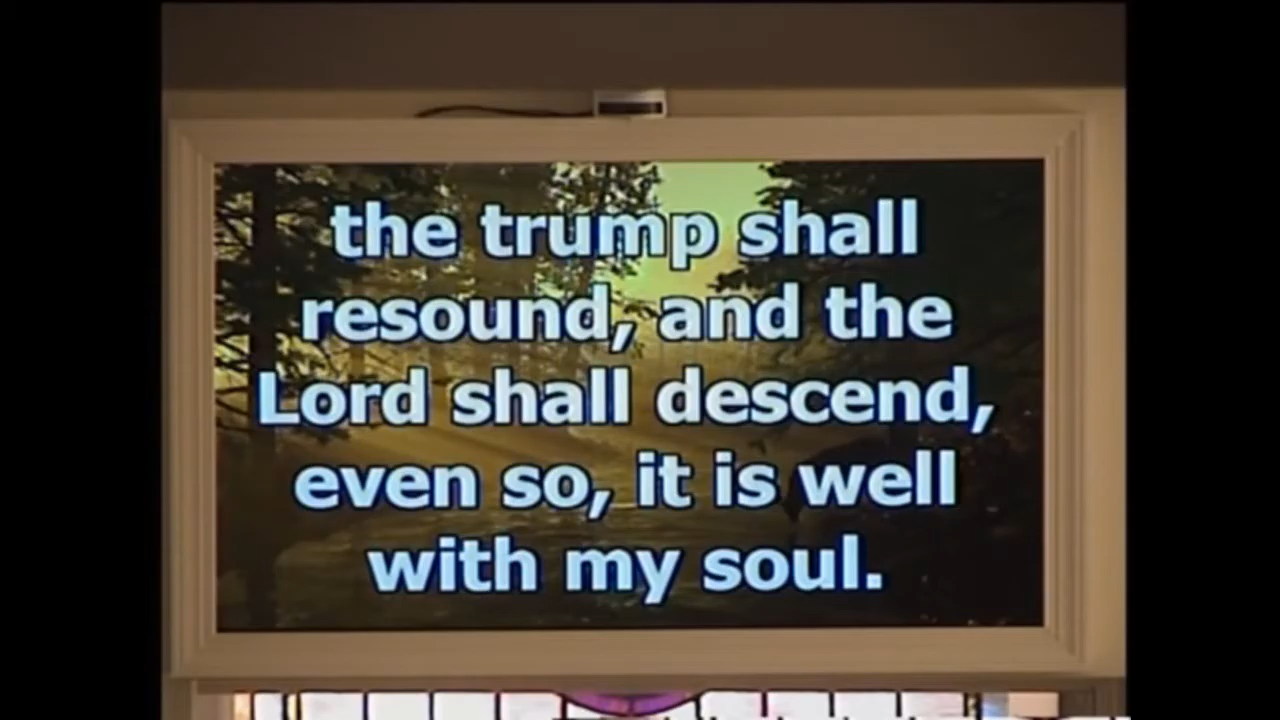 the trump shall
resound, and the
Lord shall descend,
even so, it is well
with my soul.